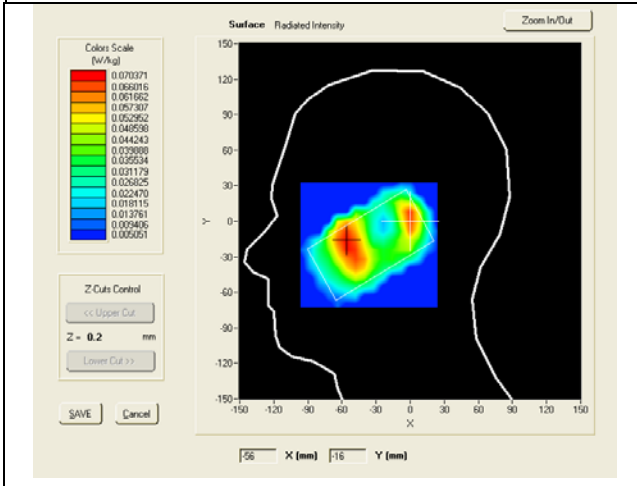 Surface Radiated Intensity
Zoom In/Out
Colors Scale
(W/kg)
0.070371
0.066016
0.061662
0.057307
0.052952
0.048598
0.044243
0.039888
0.035534
0.031179
0.026825
0.022470
0.018115
0.013761
0.009406
0.005051
150-
120-
90-
60-
30-
0-
-30-
-60-
-90-
-120-
-150-
Y
-150 -120 -90 -60 -30 0 30 60 90 120 150
X
Z-Cuts Control
<< Upper Cut
Z = 0.2 mm
Lower Cut >>
SAVE Cancel
-56 X (mm) -16 Y (mm)